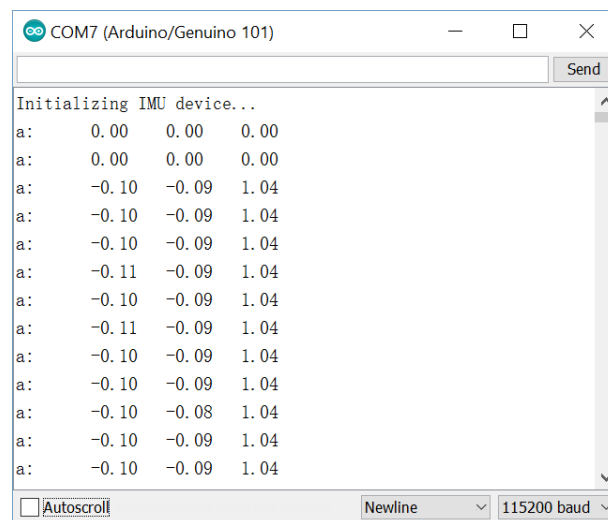 COM7 (Arduino/Genuino 101)
Send
Initializing IMU device...
a: 0.00 0.00 0.00
a: 0.00 0.00 0.00
a: -0.10 -0.09 1.04
a: -0.10 -0.09 1.04
a: -0.10 -0.09 1.04
a: -0.11 -0.09 1.04
a: -0.10 -0.09 1.04
a: -0.11 -0.09 1.04
a: -0.10 -0.09 1.04
a: -0.10 -0.09 1.04
a: -0.10 -0.08 1.04
a: -0.10 -0.09 1.04
a: -0.10 -0.09 1.04
Autoscroll Newline 115200 baud